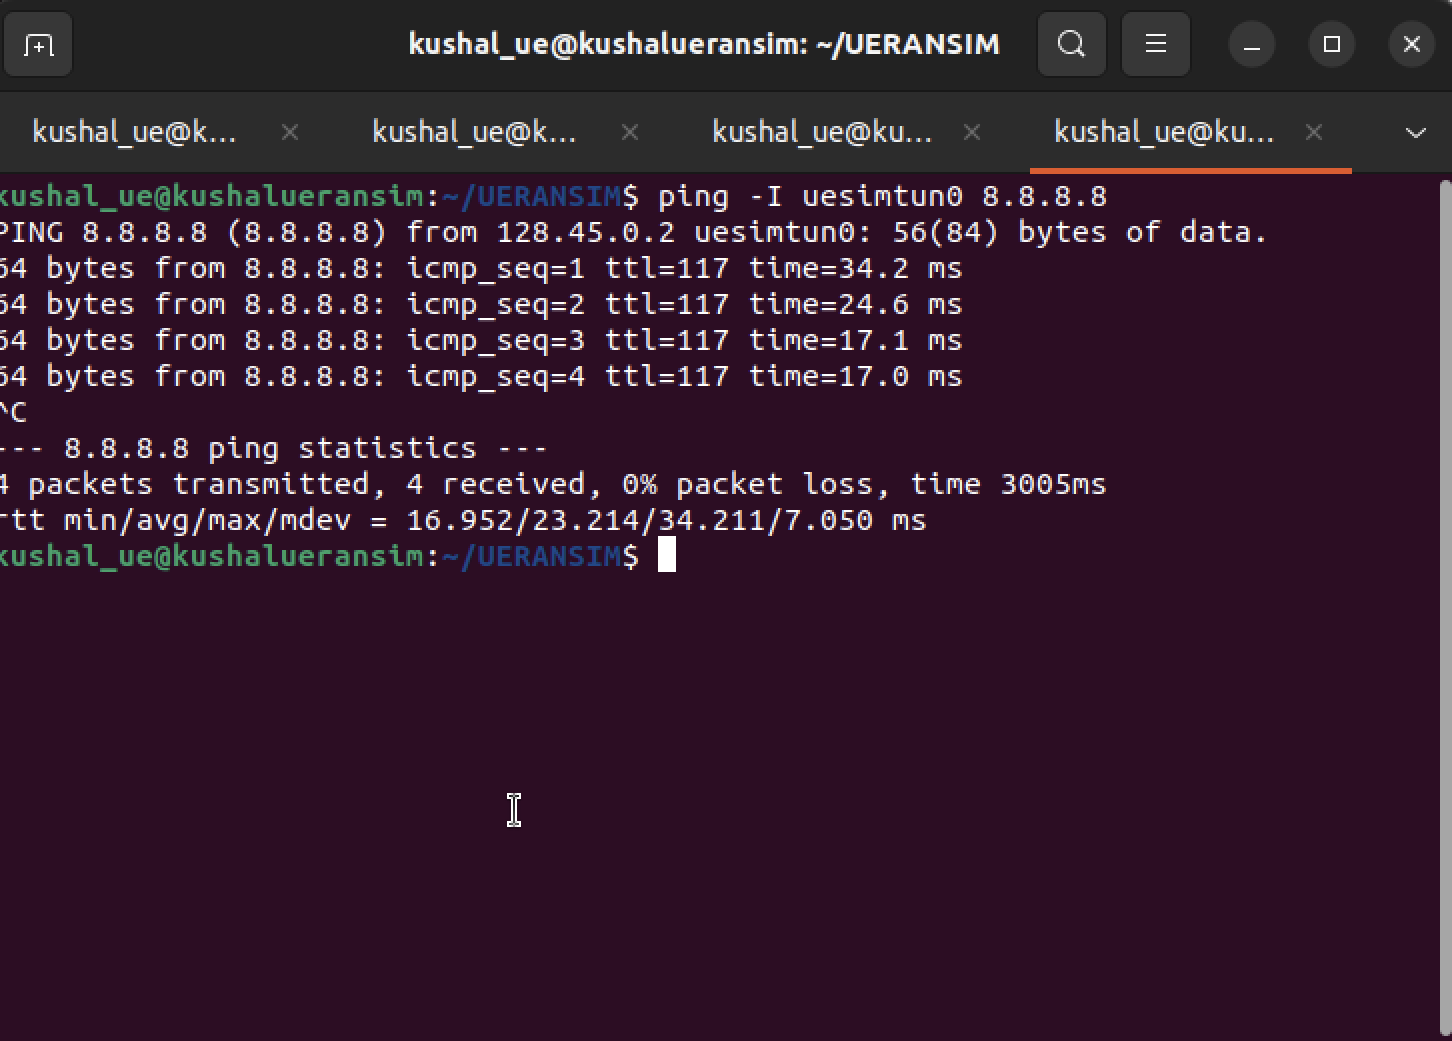 kushal_ue@kushalueransim: ~/UERANSIM
kushal_ue@k... kushal_ue@k... kushal_ue@ku... kushal_ue@ku...
kushal_ue@kushalueransim:~/UERANSIM$ ping -I uesimtun0 8.8.8.8
PING 8.8.8.8 (8.8.8.8) from 128.45.0.2 uesimtun0: 56(84) bytes of data.
64 bytes from 8.8.8.8: icmp_seq=1 ttl=117 time=34.2 ms
64 bytes from 8.8.8.8: icmp_seq=2 ttl=117 time=24.6 ms
64 bytes from 8.8.8.8: icmp_seq=3 ttl=117 time=17.1 ms
64 bytes from 8.8.8.8: icmp_seq=4 ttl=117 time=17.0 ms
^C
--- 8.8.8.8 ping statistics ---
4 packets transmitted, 4 received, 0% packet loss, time 3005ms
rtt min/avg/max/mdev = 16.952/23.214/34.211/7.050 ms
kushal_ue@kushalueransim:~/UERANSIM$